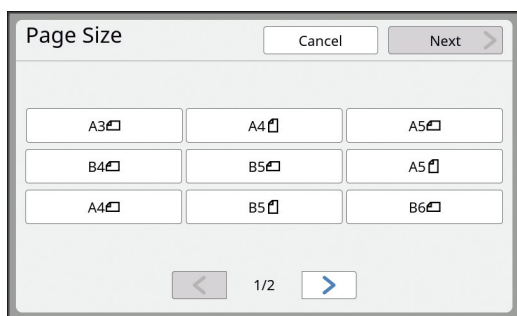 Page Size Cancel Next
A3 A4 A5
B4 B5 A5
A4 B5 B6
1/2